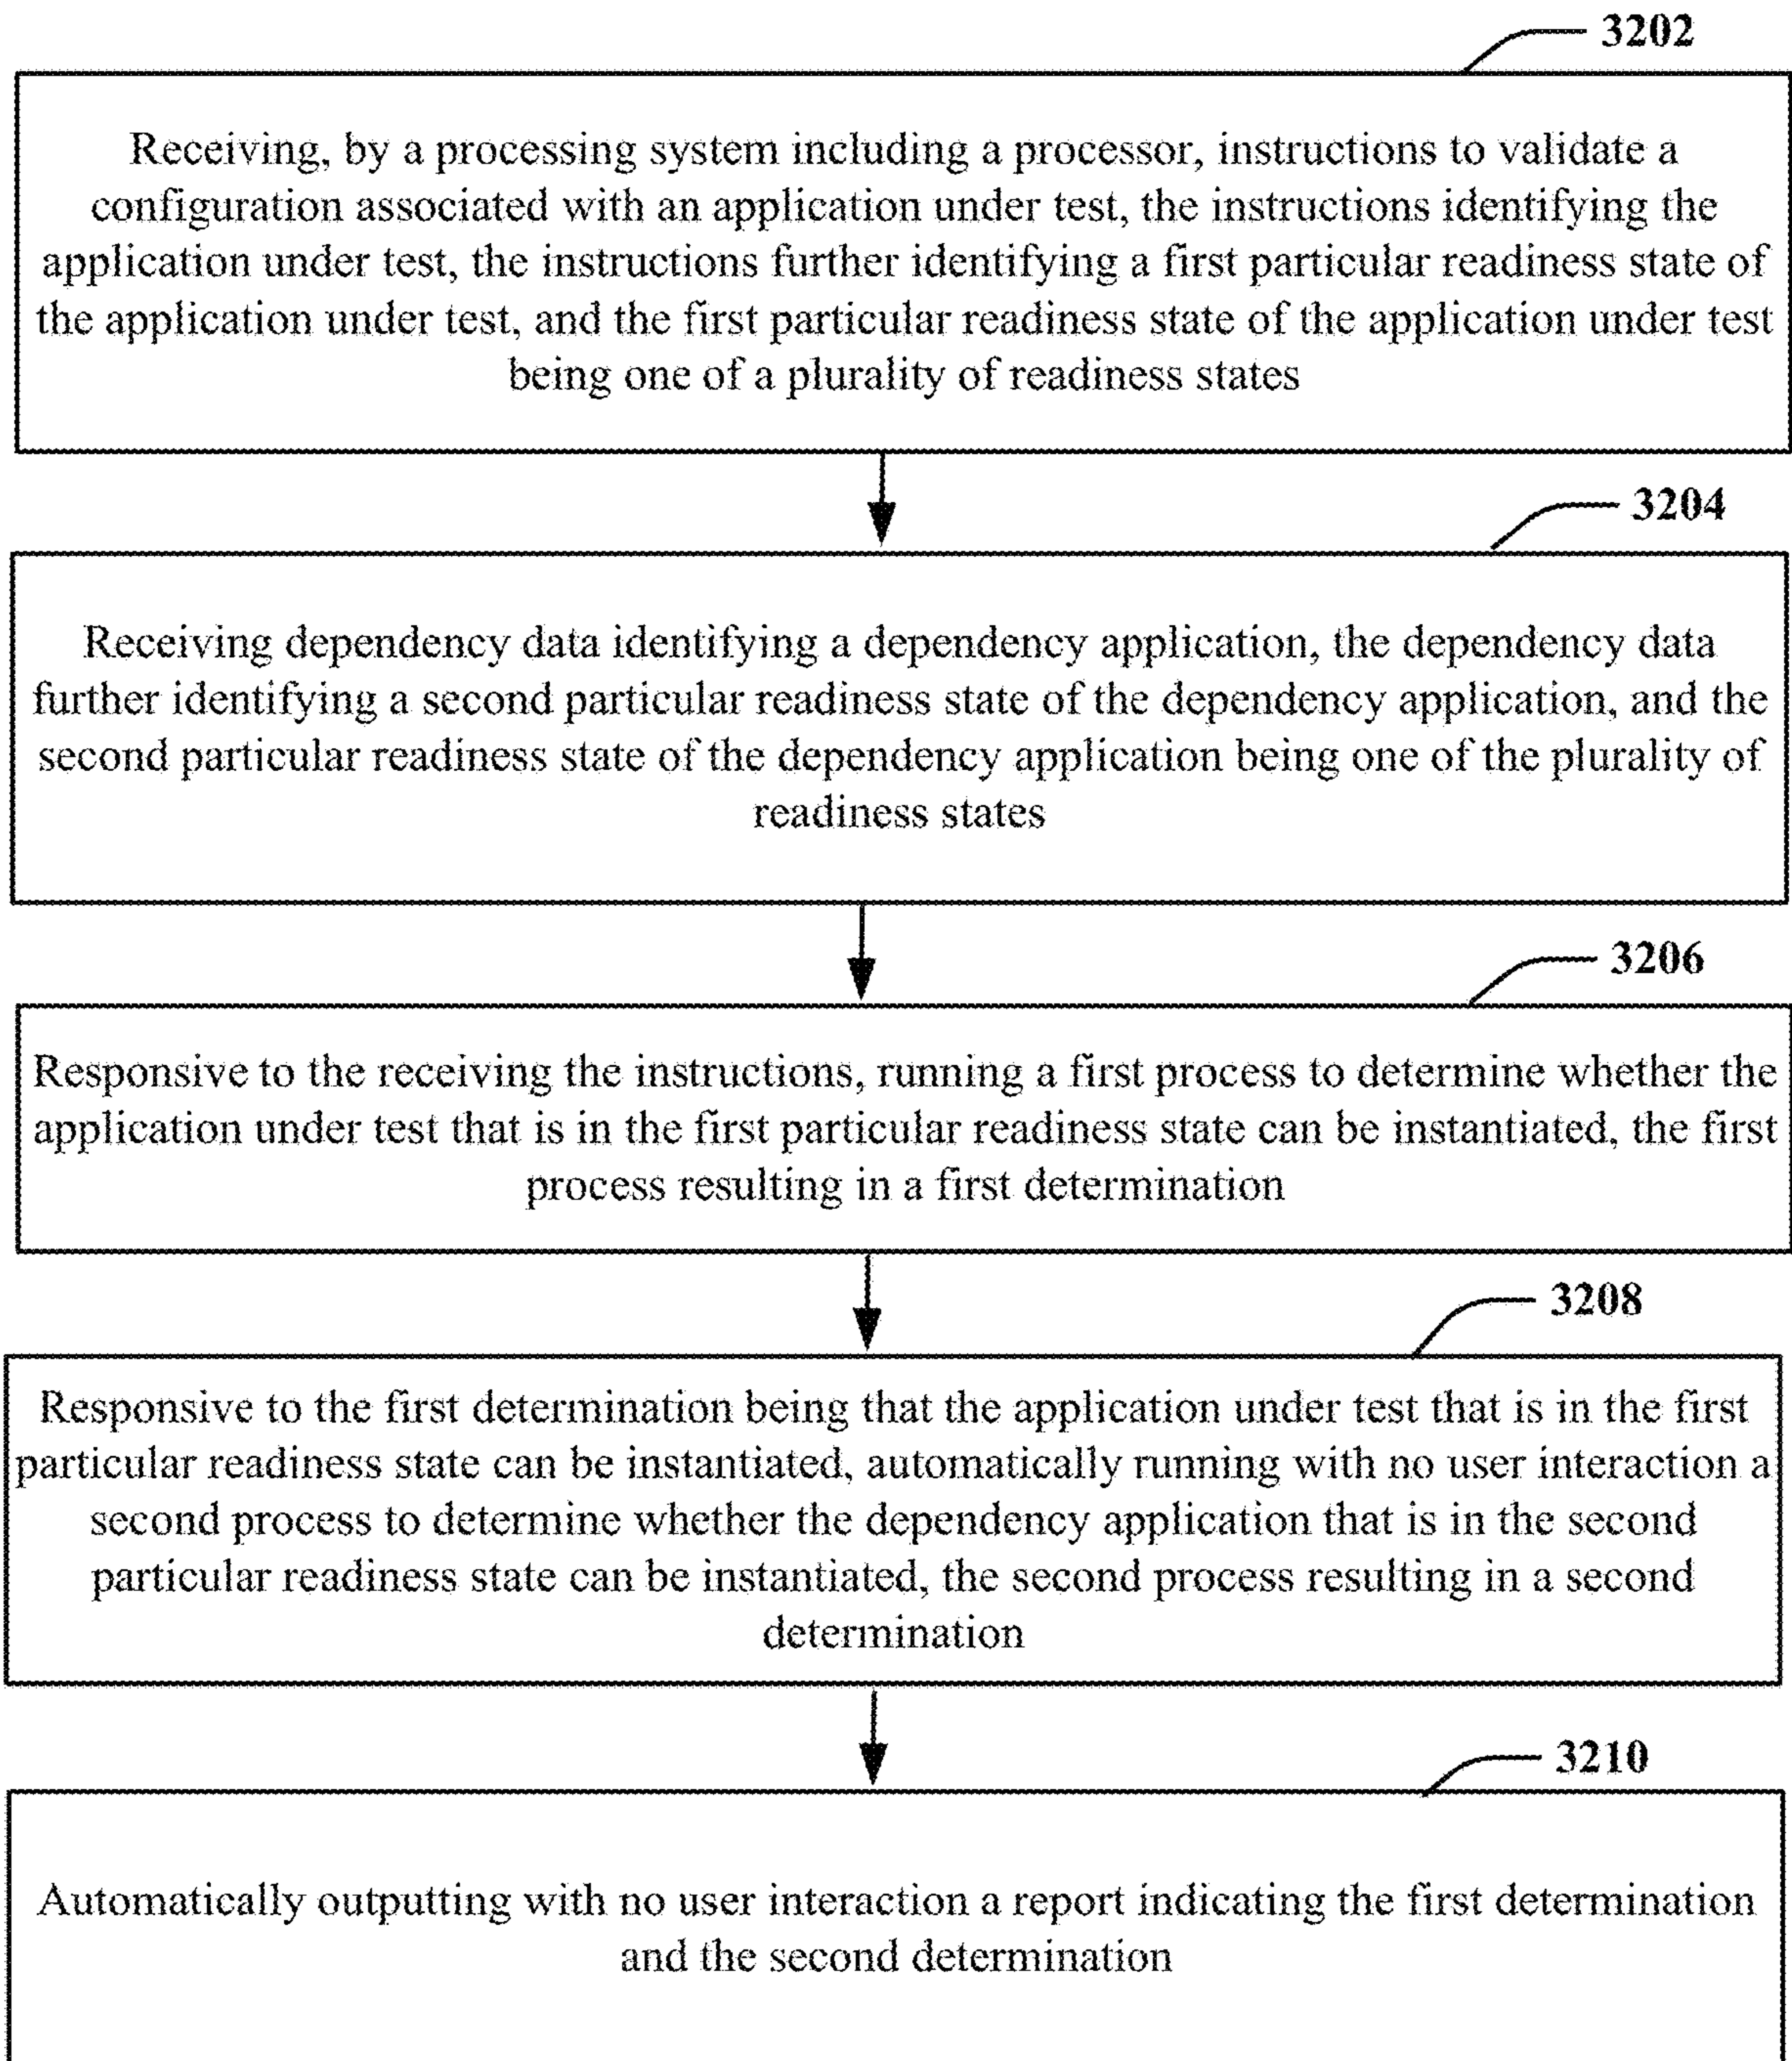 3202
Receiving, by a processing system including a processor, instructions to validate a
configuration associated with an application under test, the instructions identifying the
application under test, the instructions further identifying a first particular readiness state of
the application under test, and the first particular readiness state of the application under test
being one of a plurality of readiness states
3204
Receiving dependency data identifying a dependency application, the dependency data
further identifying a second particular readiness state of the dependency application, and the
second particular readiness state of the dependency application being one of the plurality of
readiness states
3206
Responsive to the receiving the instructions, running a first process to determine whether the
application under test that is in the first particular readiness state can be instantiated, the first
process resulting in a first determination
3208
Responsive to the first determination being that the application under test that is in the first
particular readiness state can be instantiated, automatically running with no user interaction a
second process to determine whether the dependency application that is in the second
particular readiness state can be instantiated, the second process resulting in a second
determination
3210
Automatically outputting with no user interaction a report indicating the first determination
and the second determination